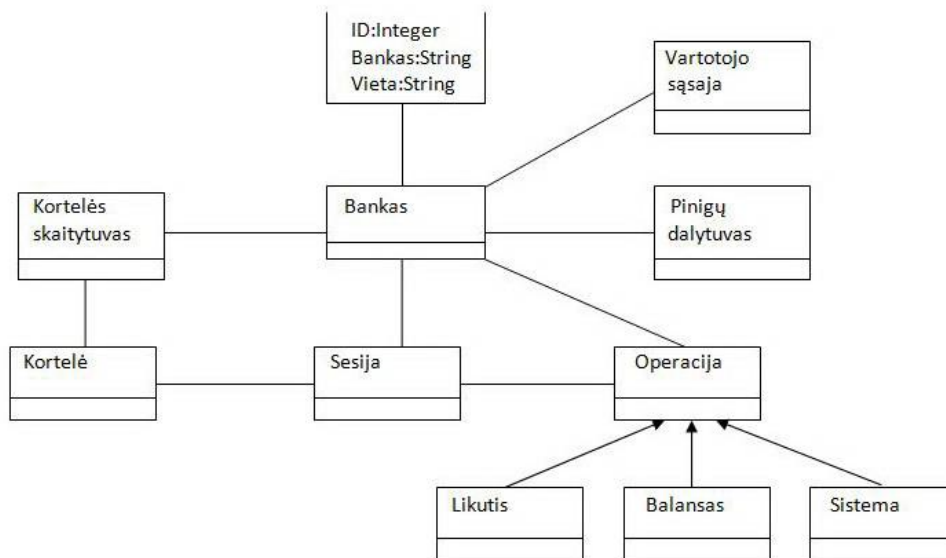 ID:Integer
Bankas:String
Vieta:String
Vartotojo
sąsaja
Kortelės
skaitytuvas
Bankas
Pinigų
dalytuvas
Kortelė
Sesija
Operacija
Likutis
Balansas
Sistema